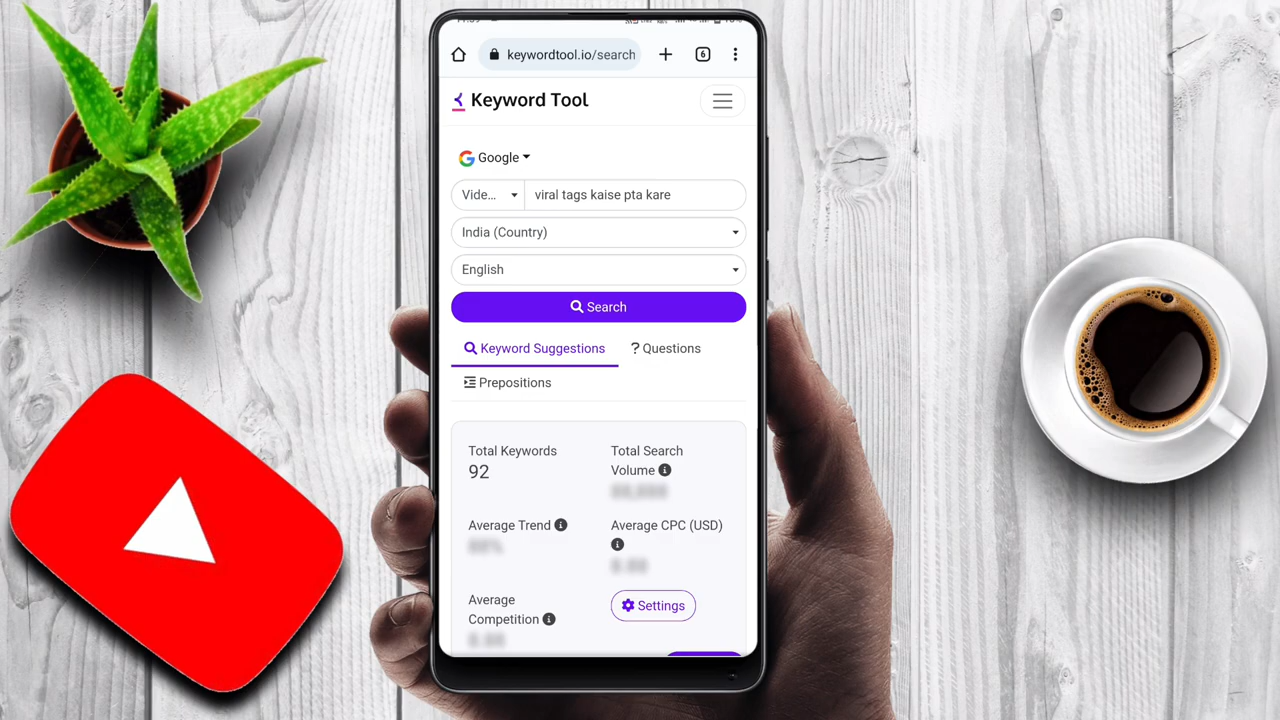 keywordtool.io/search
6
Keyword Tool
Google
Vide...
viral tags kaise pta kare
India (Country)
English
Search
Keyword Suggestions
? Questions
Prepositions
Total Keywords
92
Total Search
Volume
Average Trend
Average CPC (USD)
Average
Competition
Settings